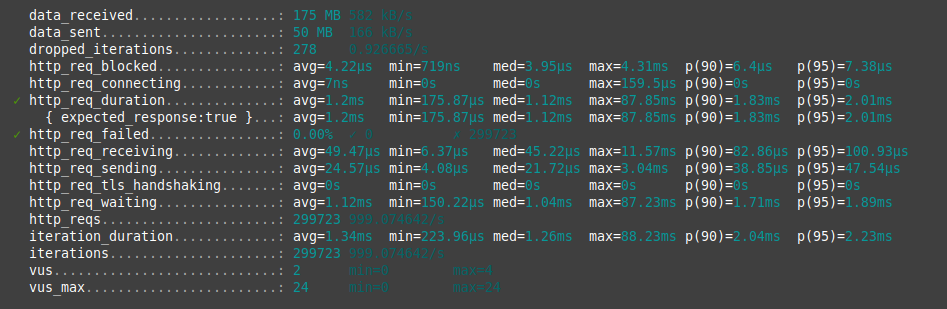 data_received..................: 175 MB 582 kB/s
data_sent......................: 50 MB 166 kB/s
dropped_iterations.............: 278 0.926665/s
http_req_blocked...............: avg=4.22µs min=719ns med=3.95µs max=4.31ms p(90)=6.4µs p(95)=7.38µs
http_req_connecting............: avg=7ns min=0s med=0s max=159.5µs p(90)=0s p(95)=0s
✓ http_req_duration..............: avg=1.2ms min=175.87µs med=1.12ms max=87.85ms p(90)=1.83ms p(95)=2.01ms
{ expected_response:true }...: avg=1.2ms min=175.87µs med=1.12ms max=87.85ms p(90)=1.83ms p(95)=2.01ms
✓ http_req_failed................: 0.00% ✓ 0 ✗ 299723
http_req_receiving.............: avg=49.47µs min=6.37µs med=45.22µs max=11.57ms p(90)=82.86µs p(95)=100.93µs
http_req_sending...............: avg=24.57µs min=4.08µs med=21.72µs max=3.04ms p(90)=38.85µs p(95)=47.54µs
http_req_tls_handshaking.......: avg=0s min=0s med=0s max=0s p(90)=0s p(95)=0s
http_req_waiting...............: avg=1.12ms min=150.22µs med=1.04ms max=87.23ms p(90)=1.71ms p(95)=1.89ms
http_reqs......................: 299723 999.074642/s
iteration_duration.............: avg=1.34ms min=223.96µs med=1.26ms max=88.23ms p(90)=2.04ms p(95)=2.23ms
iterations.....................: 299723 999.074642/s
vus............................: 2 min=0 max=4
vus_max........................: 24 min=0 max=24